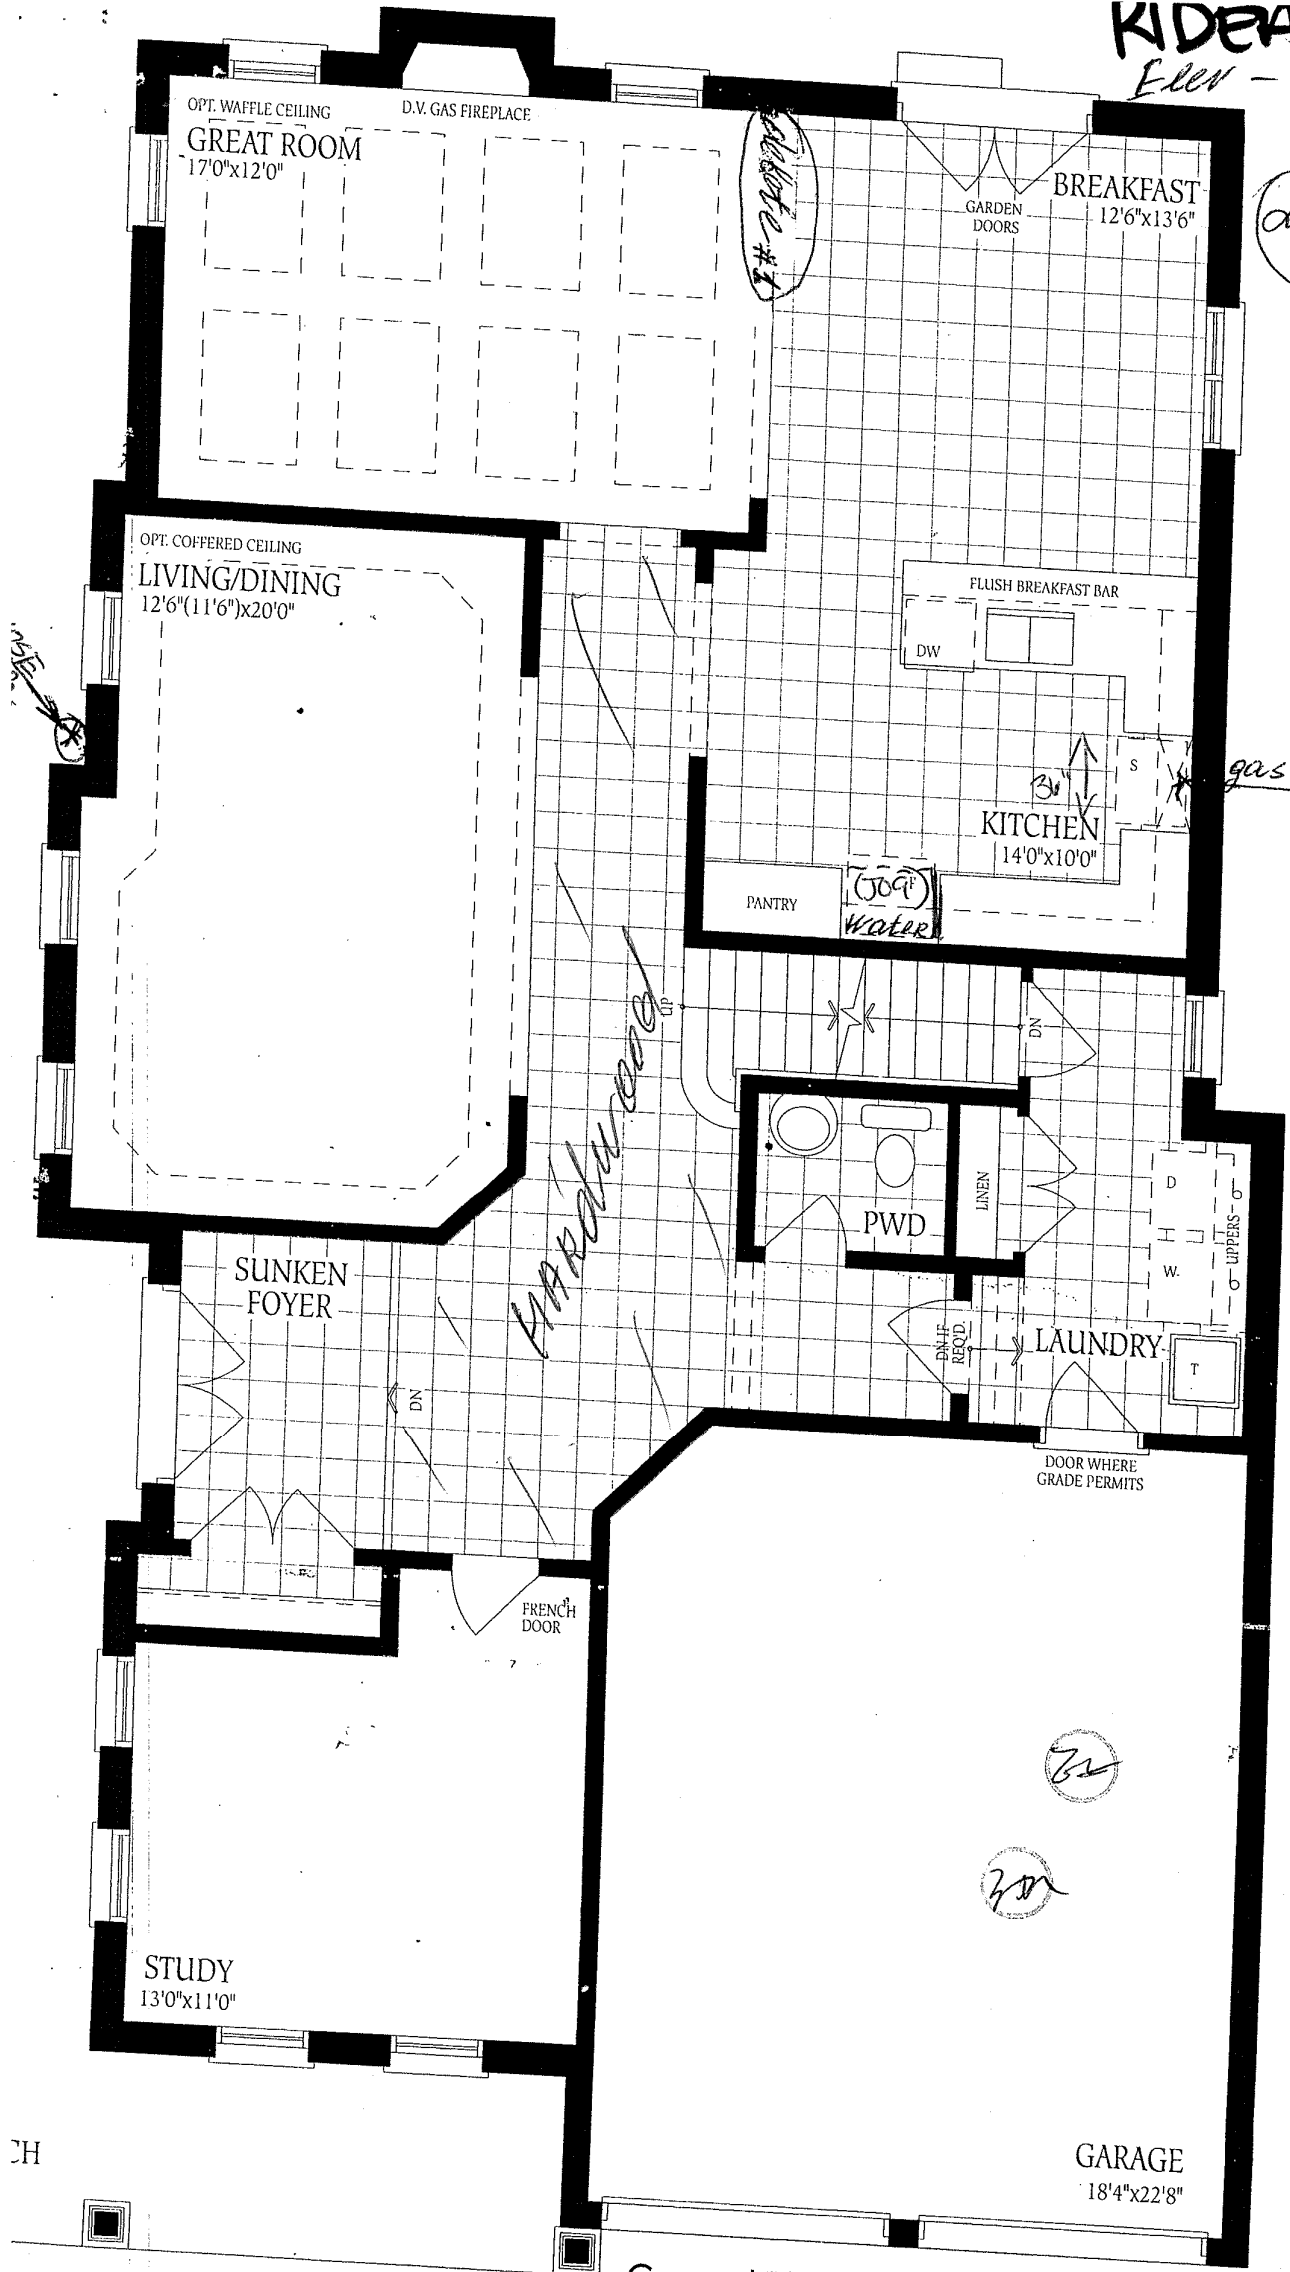 Elev -
OPT. WAFFLE CEILING
D.V. GAS FIREPLACE
GREAT ROOM
17'0"x12'0"
BREAKFAST
12'6"x13'6"
GARDEN
DOORS
OPT. COFFERED CEILING
LIVING/DINING
12'6"(11'6")x20'0"
FLUSH BREAKFAST BAR
DW
S
36"
gas
KITCHEN
14'0"x10'0"
PANTRY
water
UP
DN
HARdwood
LINEN
D
W
UPPERS
PWD
SUNKEN
FOYER
DN
DN IF
REQ'D.
LAUNDRY
T
DOOR WHERE
GRADE PERMITS
FRENCH
DOOR
STUDY
13'0"x11'0"
CH
GARAGE
18'4"x22'8"